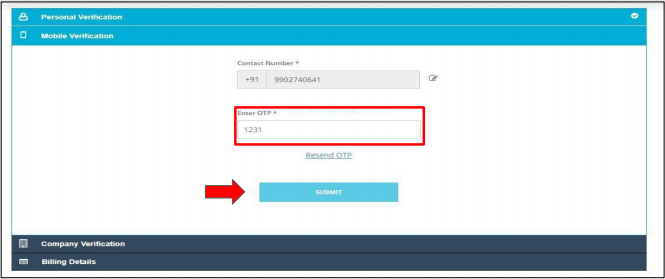 Personal Verification
Mobile Verification
Contact Number *
+91 9902740641
Enter OTP *
1231
Resend OTP
SUBMIT
Company Verification
Billing Details